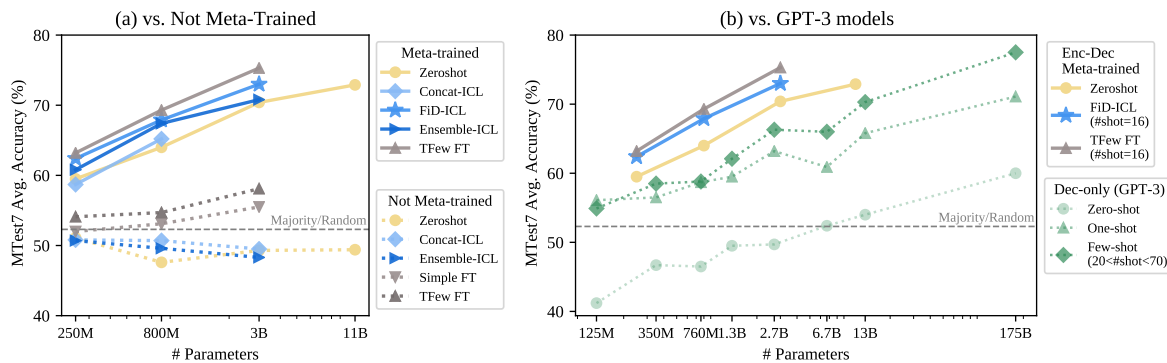 (a) vs. Not Meta-Trained
MTest7 Avg. Accuracy (%)
80
70
60
50
40
Majority/Random
250M
800M
3B
11B
# Parameters
Meta-trained
Zeroshot
Concat-ICL
FiD-ICL
Ensemble-ICL
TFew FT
Not Meta-trained
Zeroshot
Concat-ICL
Ensemble-ICL
Simple FT
TFew FT
(b) vs. GPT-3 models
MTest7 Avg. Accuracy (%)
80
70
60
50
40
Majority/Random
125M
350M
760M
1.3B
2.7B
6.7B
13B
175B
# Parameters
Enc-Dec
Meta-trained
Zeroshot
FiD-ICL
(#shot=16)
TFew FT
(#shot=16)
Dec-only (GPT-3)
Zero-shot
One-shot
Few-shot
(20<#shot<70)